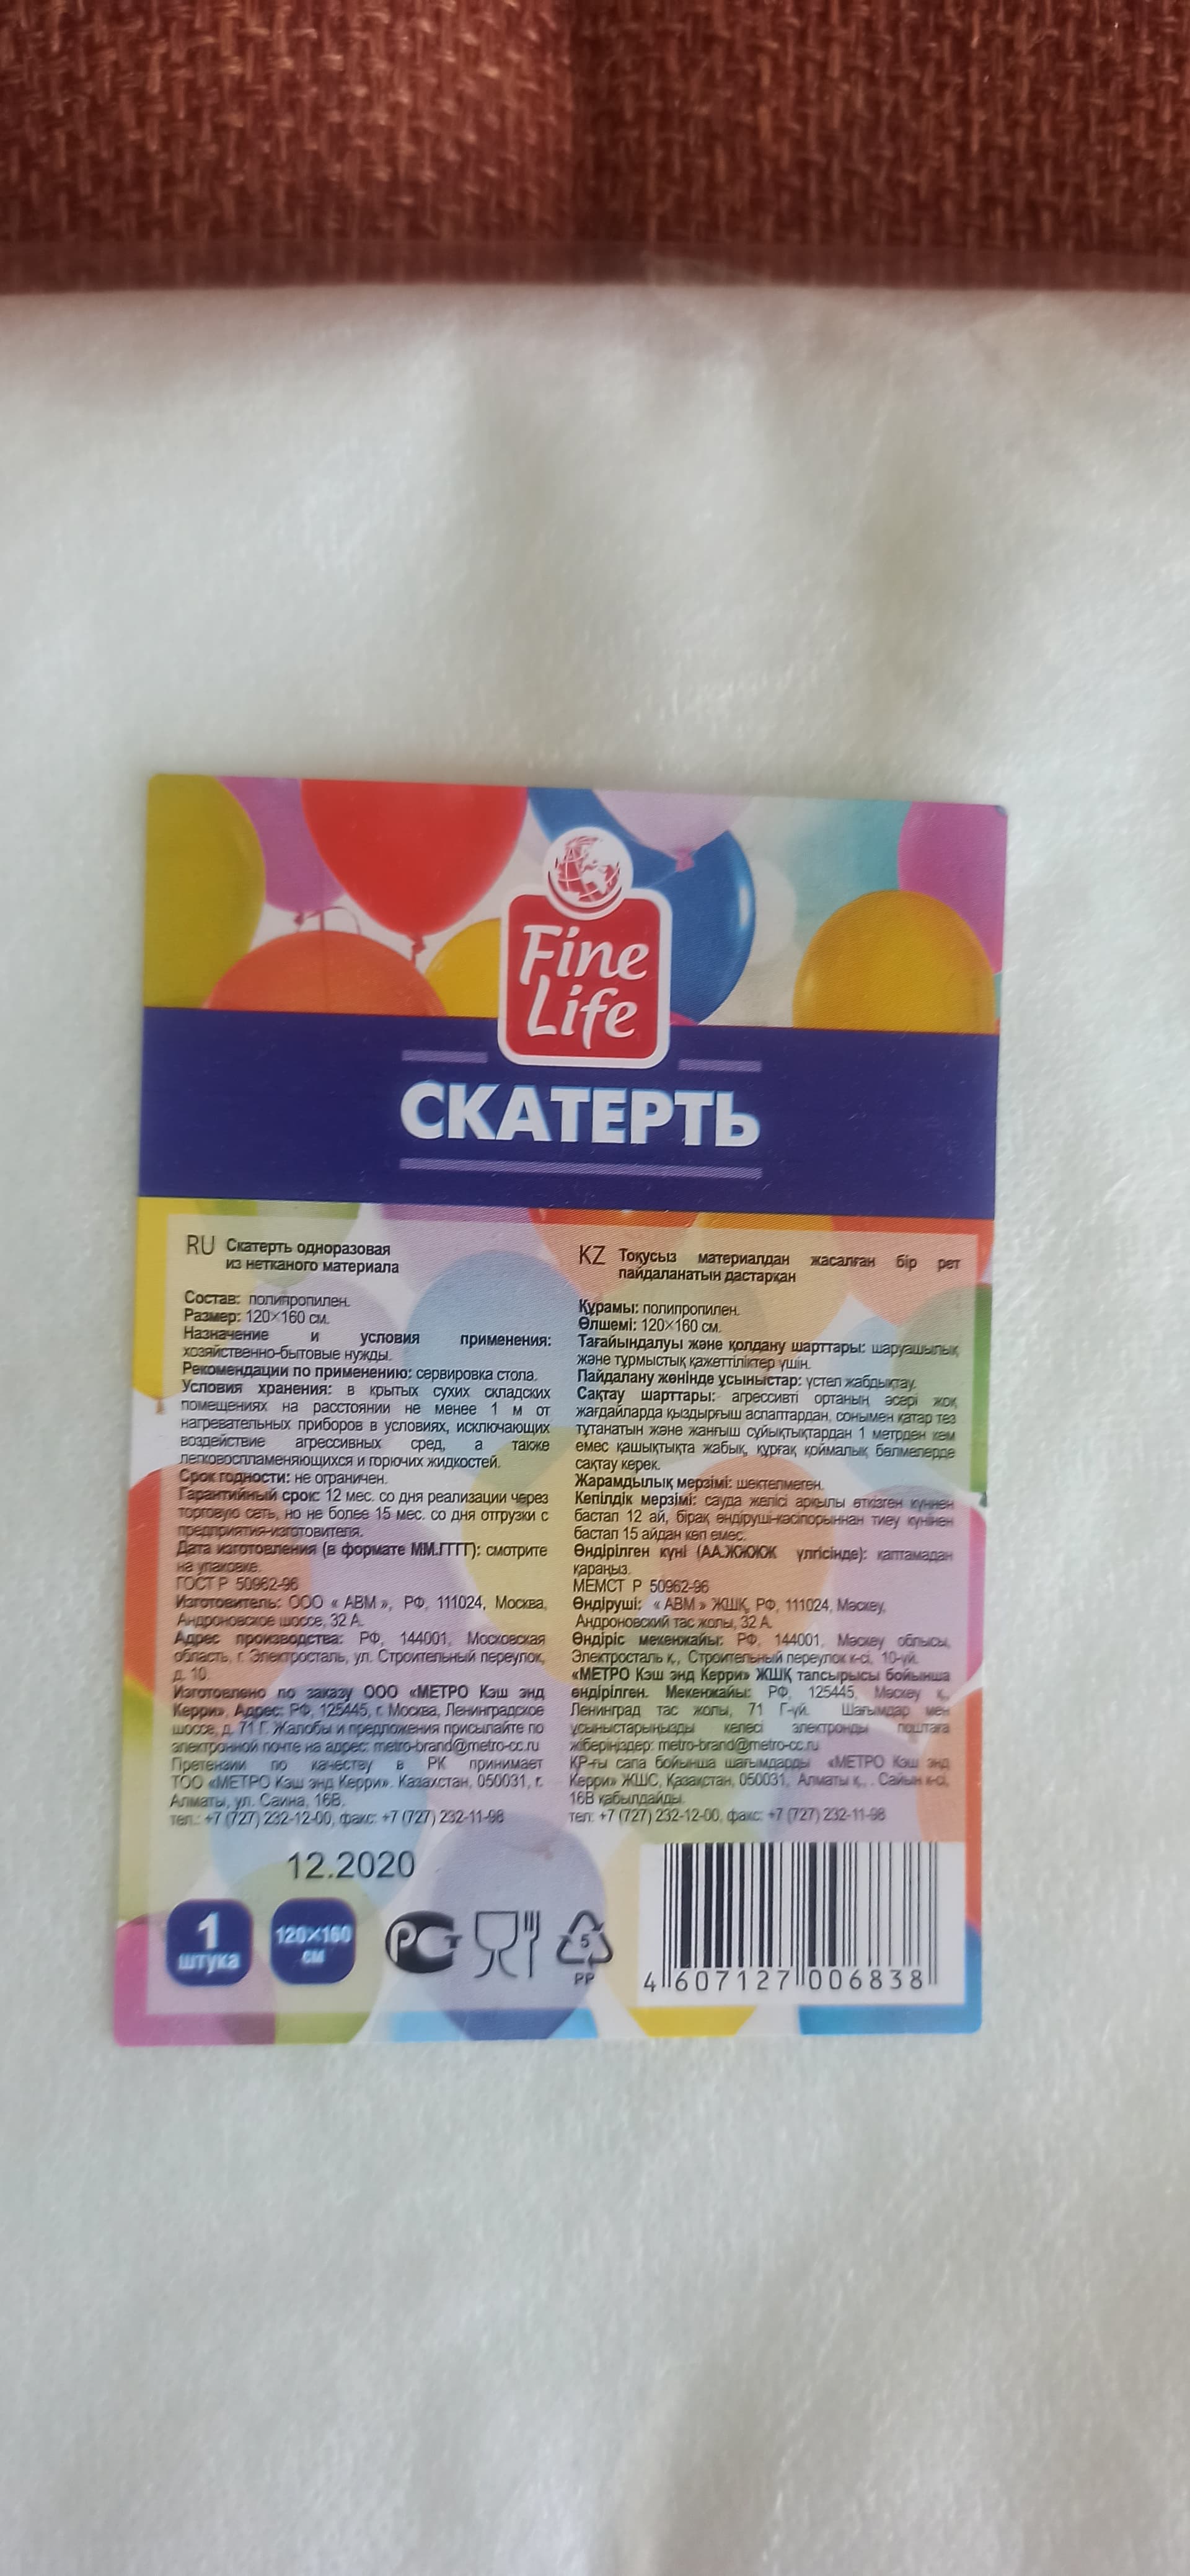 Fine
Life
СКАТЕРТЬ
RU Скатерть одноразовая
из нетканого материала
Состав: полипропилен.
Размер: 120×160 см.
Назначение и условия применения:
хозяйственно-бытовые нужды.
Рекомендации по применению: сервировка стола.
Условия хранения: в крытых сухих складских
помещениях на расстоянии не менее 1 м от
нагревательных приборов в условиях, исключающих
воздействие агрессивных сред, а также
легковоспламеняющихся и горючих жидкостей.
Срок годности: не ограничен.
Гарантийный срок: 12 мес. со дня реализации через
торговую сеть, но не более 15 мес. со дня отгрузки с
предприятия-изготовителя.
Дата изготовления (в формате ММ.ГГГГ): смотрите
на упаковке.
ГОСТ Р 50962-96
Изготовитель: ООО « АВМ », РФ, 111024, Москва,
Андроновское шоссе, 32 А.
Адрес производства: РФ, 144001, Московская
область, г. Электросталь, ул. Строительный переулок,
д. 10.
Изготовлено по заказу ООО «МЕТРО Кэш энд
Керри». Адрес: РФ, 125445, г. Москва, Ленинградское
шоссе, д. 71 Г. Жалобы и предложения присылайте по
электронной почте на адрес: metro-brand@metro-cc.ru
Претензии по качеству в РК принимает
ТОО «МЕТРО Кэш энд Керри». Казахстан, 050031, г.
Алматы, ул. Саина, 16В.
тел.: +7 (727) 232-12-00, факс: +7 (727) 232-11-98
KZ Тоқусыз материалдан жасалған бір рет
пайдаланатын дастарқан
Құрамы: полипропилен.
Өлшемі: 120×160 см.
Тағайындалуы және қолдану шарттары: шаруашылық
және тұрмыстық қажеттіліктер үшін.
Пайдалану жөнінде ұсыныстар: үстел жабдықтау.
Сақтау шарттары: агрессивті ортаның әсері жоқ
жағдайларда қыздырғыш аспаптардан, сонымен қатар тез
тұтанатын және жанғыш сұйықтықтардан 1 метрден кем
емес қашықтықта жабық, құрғақ қоймалық бөлмелерде
сақтау керек.
Жарамдылық мерзімі: шектелмеген.
Кепілдік мерзімі: сауда желісі арқылы өткізген күннен
бастап 12 ай, бірақ өндіруші-кәсіпорыннан тиеу күнінен
бастап 15 айдан көп емес.
Өндірілген күні (АА.ЖЖЖЖ үлгісінде): қаптамадан
қараңыз.
МЕМСТ Р 50962-96
Өндіруші: « АВМ » ЖШҚ, РФ, 111024, Мәскеу,
Андроновский тас жолы, 32 А.
Өндіріс мекенжайы: РФ, 144001, Мәскеу облысы,
Электросталь қ., Строительный переулок к-сі, 10-үй.
«МЕТРО Кэш энд Керри» ЖШҚ тапсырысы бойынша
өндірілген. Мекенжайы: РФ, 125445, Мәскеу қ.,
Ленинград тас жолы, 71 Г-үй. Шағымдар мен
ұсыныстарыңызды келесі электронды поштаға
жіберіңіздер: metro-brand@metro-cc.ru
ҚР-ғы сапа бойынша шағымдарды «МЕТРО Кэш энд
Керри» ЖШС, Қазақстан, 050031, Алматы қ., . Сайын к-сі,
16В қабылдайды.
тел: +7 (727) 232-12-00, факс: +7 (727) 232-11-98
12.2020
1
штука
120×160
см
РСТ
5
PP
4 607127 006838